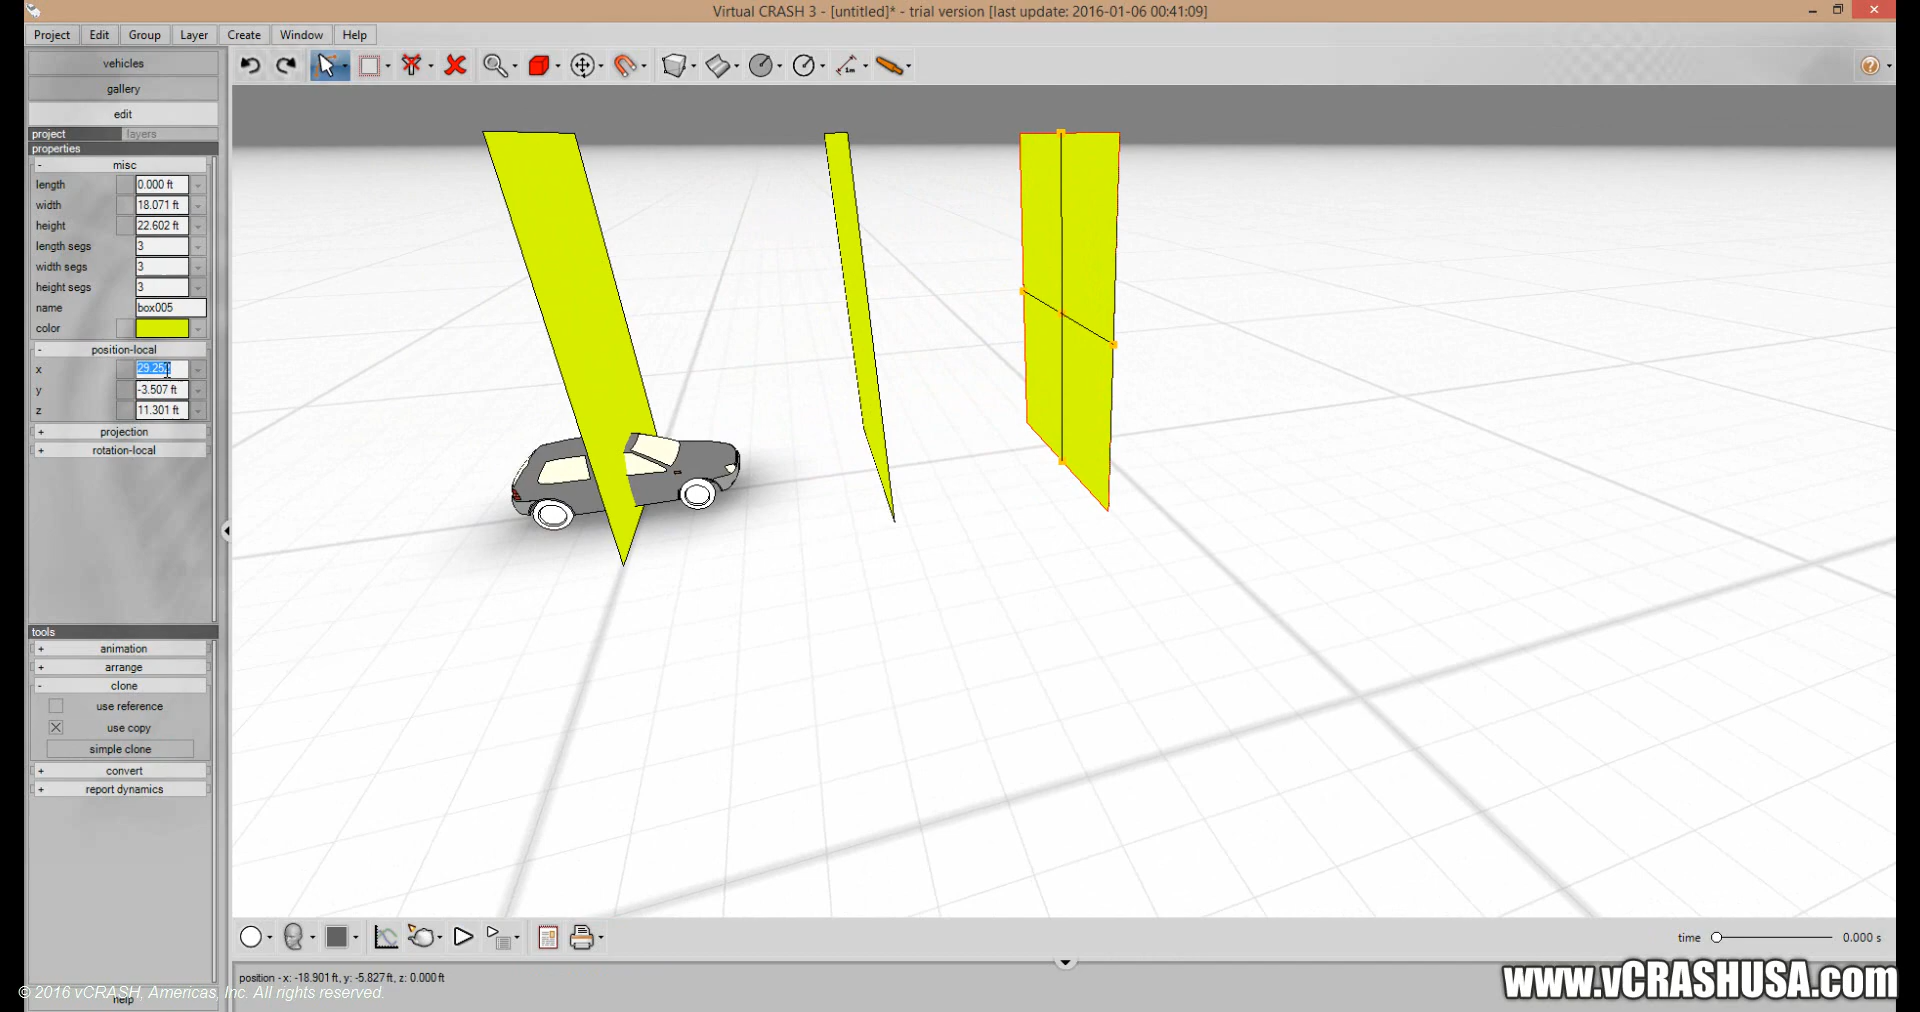 Virtual CRASH 3 - [untitled]* - trial version [last update: 2016-01-06 00:41:09]
Project Edit Group Layer Create Window Help
vehicles
gallery
edit
project layers
properties
- misc
length 0.000 ft
width 18.071 ft
height 22.602 ft
length segs 3
width segs 3
height segs 3
name box005
color
- position-local
x 29.252
y -3.507 ft
z 11.301 ft
+ projection
+ rotation-local
tools
+ animation
+ arrange
- clone
use reference
use copy
simple clone
+ convert
+ report dynamics
time 0.000 s
position - x: -18.901 ft, y: -5.827 ft, z: 0.000 ft
© 2016 vCRASH, Americas, Inc. All rights reserved.
help
www.vCRASHUSA.com